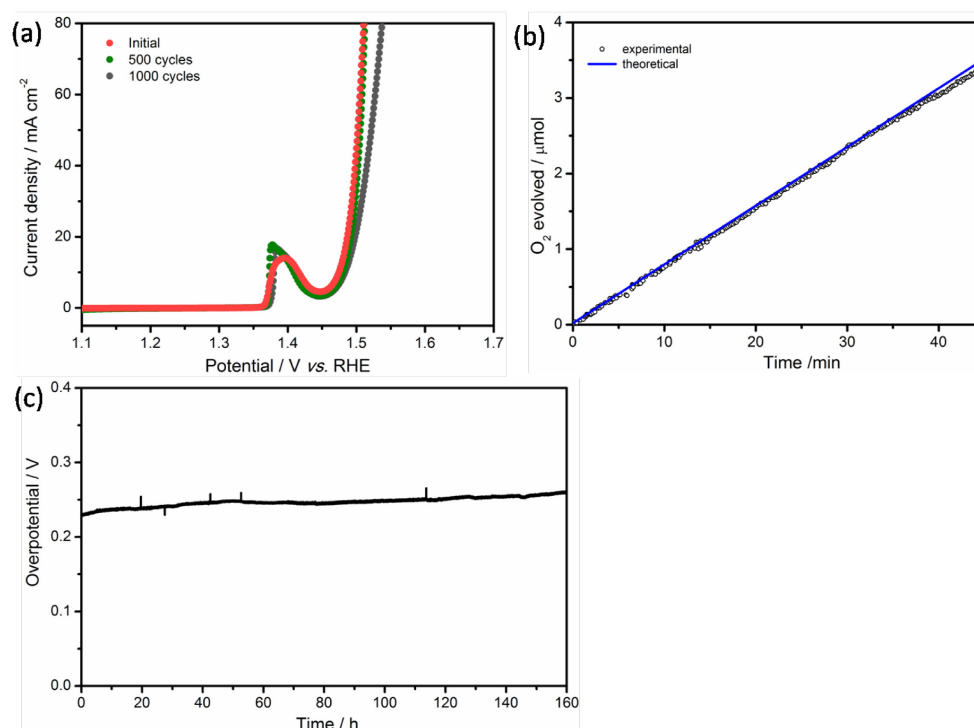 (a)
Initial
500 cycles
1000 cycles
80
60
40
20
0
1.1 1.2 1.3 1.4 1.5 1.6 1.7
Current density / mA cm⁻²
Potential / V vs. RHE
(b)
experimental
theoretical
4
3
2
1
0
0 10 20 30 40
O₂ evolved / μmol
Time /min
(c)
0.4
0.3
0.2
0.1
0.0
0 20 40 60 80 100 120 140 160
Overpotential / V
Time / h